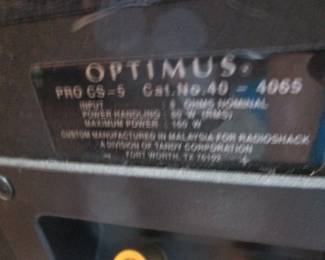 OPTIMUS
PRO CS-5 Cat.No.40 - 4065
INPUT : 8 OHMS NOMINAL
POWER HANDLING : 80 W (RMS)
MAXIMUM POWER : 160 W
CUSTOM MANUFACTURED IN MALAYSIA FOR RADIOSHACK
A DIVISION OF TANDY CORPORATION
FORT WORTH, TX 76102
- +